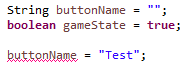 String buttonName = "";
boolean gameState = true;
buttonName = "Test";